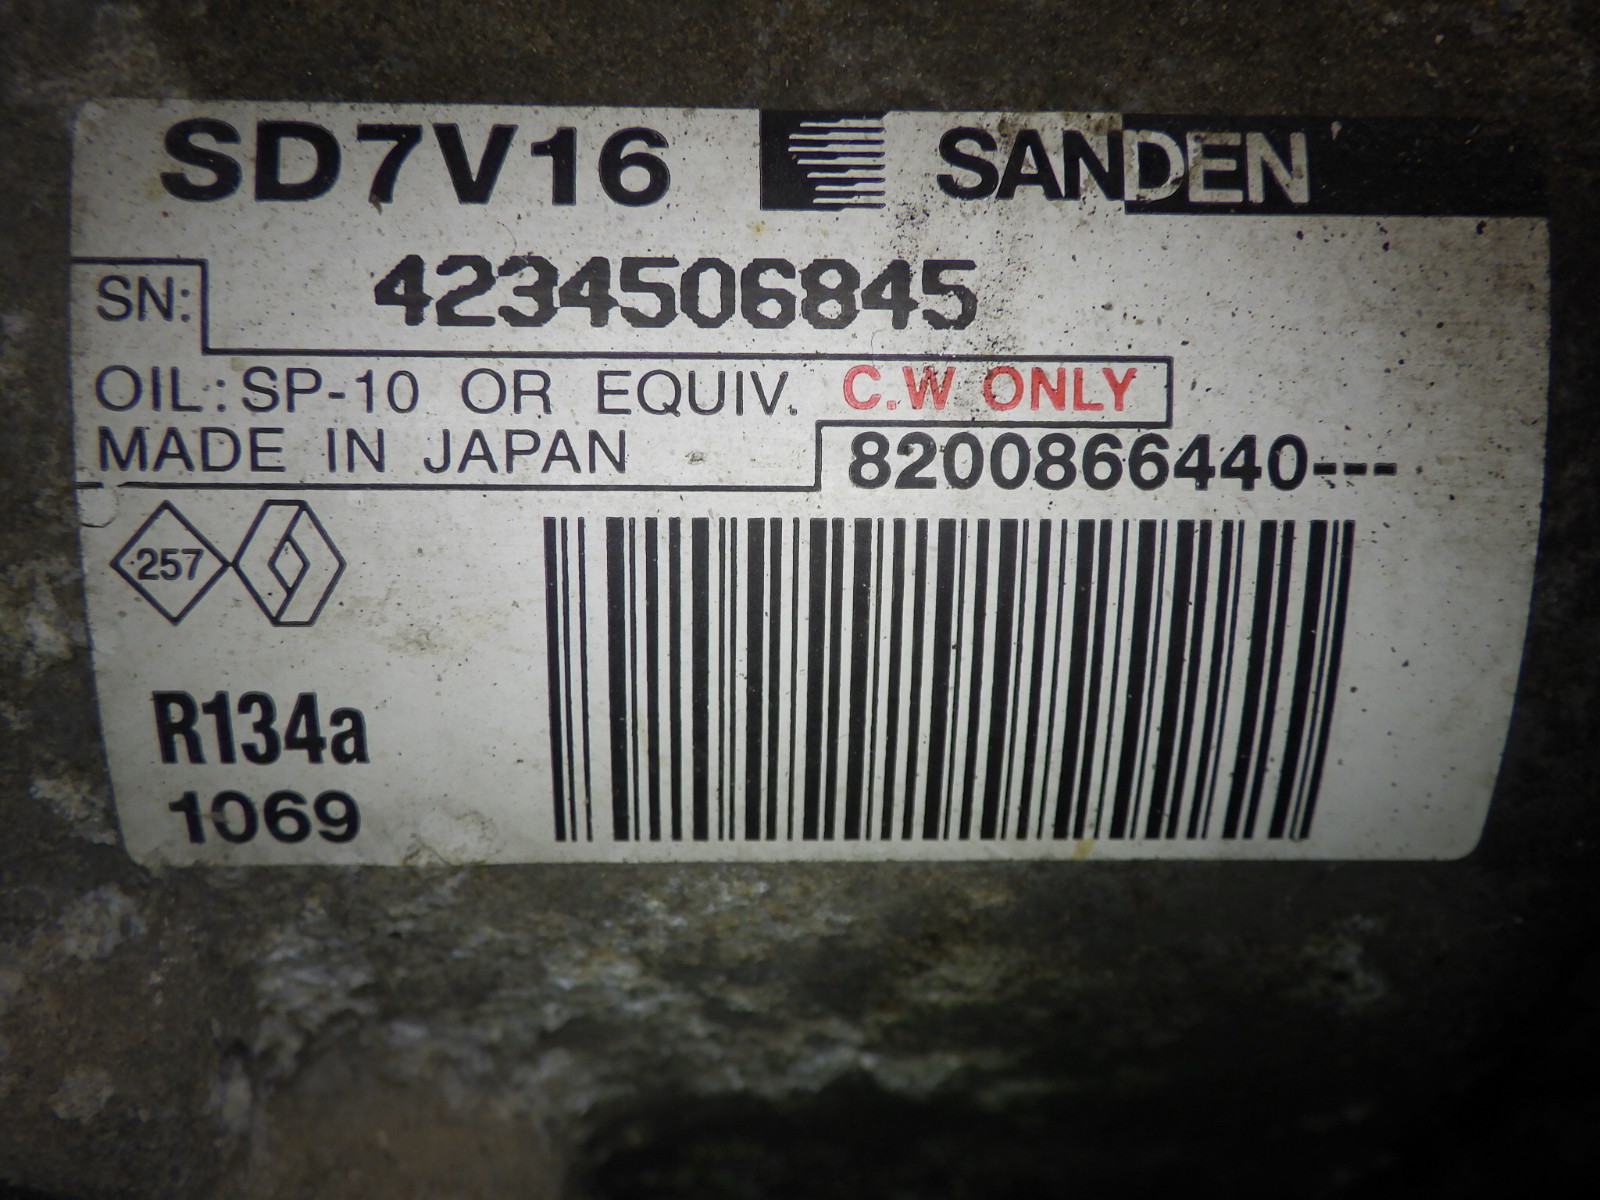 SD7V16 SANDEN
SN: 4234506845
OIL: SP-10 OR EQUIV. C.W ONLY
MADE IN JAPAN 8200866440---
257
R134a
1069